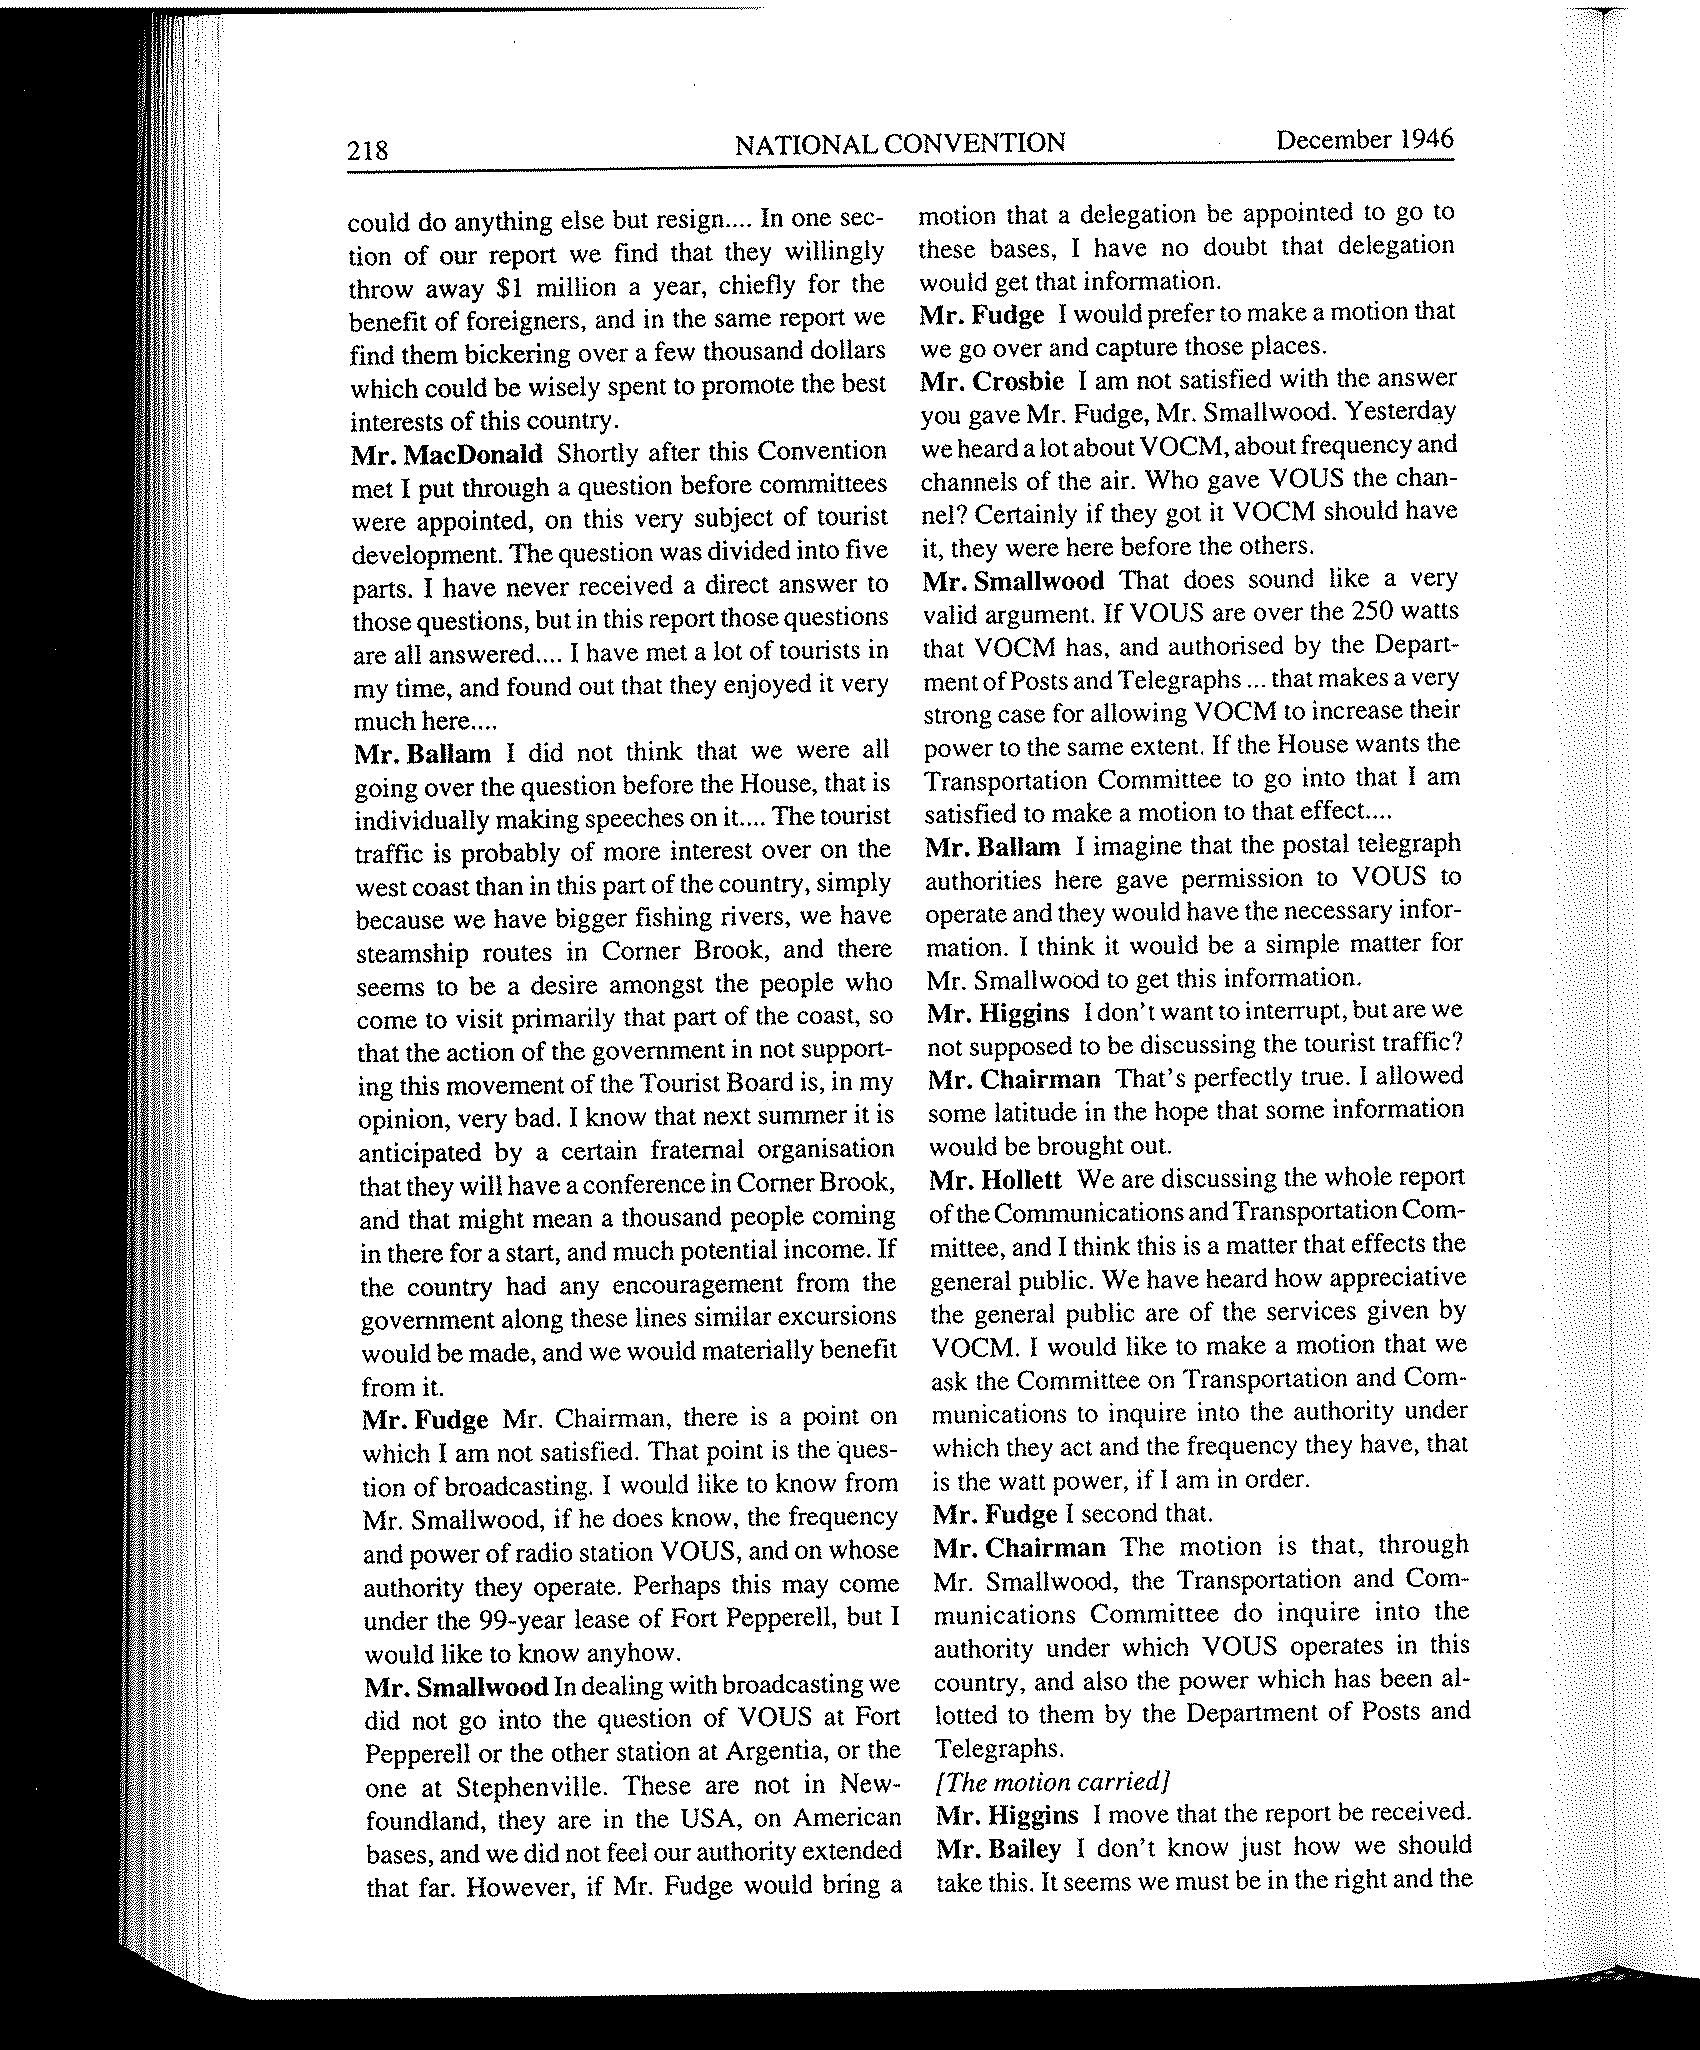 218
NATIONAL CONVENTION
December 1946
could do anything else but resign.... In one sec-
tion of our report we find that they willingly
throw away $1 million a year, chiefly for the
benefit of foreigners, and in the same report we
find them bickering over a few thousand dollars
which could be wisely spent to promote the best
interests of this country.
Mr. MacDonald Shortly after this Convention
met I put through a question before committees
were appointed, on this very subject of tourist
development. The question was divided into five
parts. I have never received a direct answer to
those questions, but in this report those questions
are all answered.... I have met a lot of tourists in
my time, and found out that they enjoyed it very
much here....
Mr. Ballam I did not think that we were all
going over the question before the House, that is
individually making speeches on it.... The tourist
traffic is probably of more interest over on the
west coast than in this part of the country, simply
because we have bigger fishing rivers, we have
steamship routes in Corner Brook, and there
seems to be a desire amongst the people who
come to visit primarily that part of the coast, so
that the action of the government in not support-
ing this movement of the Tourist Board is, in my
opinion, very bad. I know that next summer it is
anticipated by a certain fraternal organisation
that they will have a conference in Corner Brook,
and that might mean a thousand people coming
in there for a start, and much potential income. If
the country had any encouragement from the
government along these lines similar excursions
would be made, and we would materially benefit
from it.
Mr. Fudge Mr. Chairman, there is a point on
which I am not satisfied. That point is the ques-
tion of broadcasting. I would like to know from
Mr. Smallwood, if he does know, the frequency
and power of radio station VOUS, and on whose
authority they operate. Perhaps this may come
under the 99-year lease of Fort Pepperell, but I
would like to know anyhow.
Mr. Smallwood In dealing with broadcasting we
did not go into the question of VOUS at Fort
Pepperell or the other station at Argentia, or the
one at Stephenville. These are not in New-
foundland, they are in the USA, on American
bases, and we did not feel our authority extended
that far. However, if Mr. Fudge would bring a
motion that a delegation be appointed to go to
these bases, I have no doubt that delegation
would get that information.
Mr. Fudge I would prefer to make a motion that
we go over and capture those places.
Mr. Crosbie I am not satisfied with the answer
you gave Mr. Fudge, Mr. Smallwood. Yesterday
we heard a lot about VOCM, about frequency and
channels of the air. Who gave VOUS the chan-
nel? Certainly if they got it VOCM should have
it, they were here before the others.
Mr. Smallwood That does sound like a very
valid argument. If VOUS are over the 250 watts
that VOCM has, and authorised by the Depart-
ment of Posts and Telegraphs ... that makes a very
strong case for allowing VOCM to increase their
power to the same extent. If the House wants the
Transportation Committee to go into that I am
satisfied to make a motion to that effect....
Mr. Ballam I imagine that the postal telegraph
authorities here gave permission to VOUS to
operate and they would have the necessary infor-
mation. I think it would be a simple matter for
Mr. Smallwood to get this information.
Mr. Higgins I don't want to interrupt, but are we
not supposed to be discussing the tourist traffic?
Mr. Chairman That's perfectly true. I allowed
some latitude in the hope that some information
would be brought out.
Mr. Hollett We are discussing the whole report
of the Communications and Transportation Com-
mittee, and I think this is a matter that effects the
general public. We have heard how appreciative
the general public are of the services given by
VOCM. I would like to make a motion that we
ask the Committee on Transportation and Com-
munications to inquire into the authority under
which they act and the frequency they have, that
is the watt power, if I am in order.
Mr. Fudge I second that.
Mr. Chairman The motion is that, through
Mr. Smallwood, the Transportation and Com-
munications Committee do inquire into the
authority under which VOUS operates in this
country, and also the power which has been al-
lotted to them by the Department of Posts and
Telegraphs.
[The motion carried]
Mr. Higgins I move that the report be received.
Mr. Bailey I don't know just how we should
take this. It seems we must be in the right and the